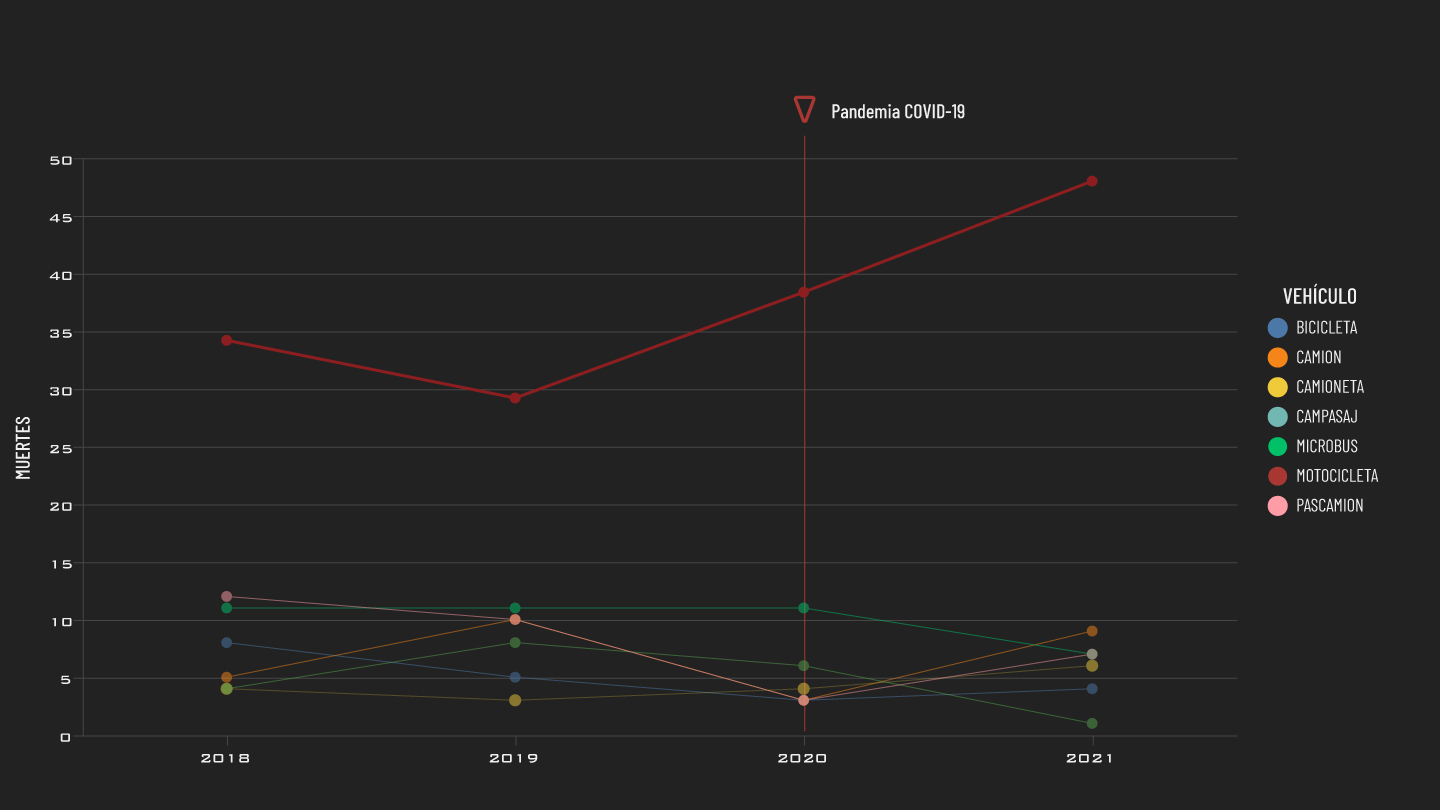 Pandemia COVID-19
50
45
40
35
30
25
20
15
10
5
0
MUERTES
2018
2019
2020
2021
VEHÍCULO
BICICLETA
CAMION
CAMIONETA
CAMPASAJ
MICROBUS
MOTOCICLETA
PASCAMION